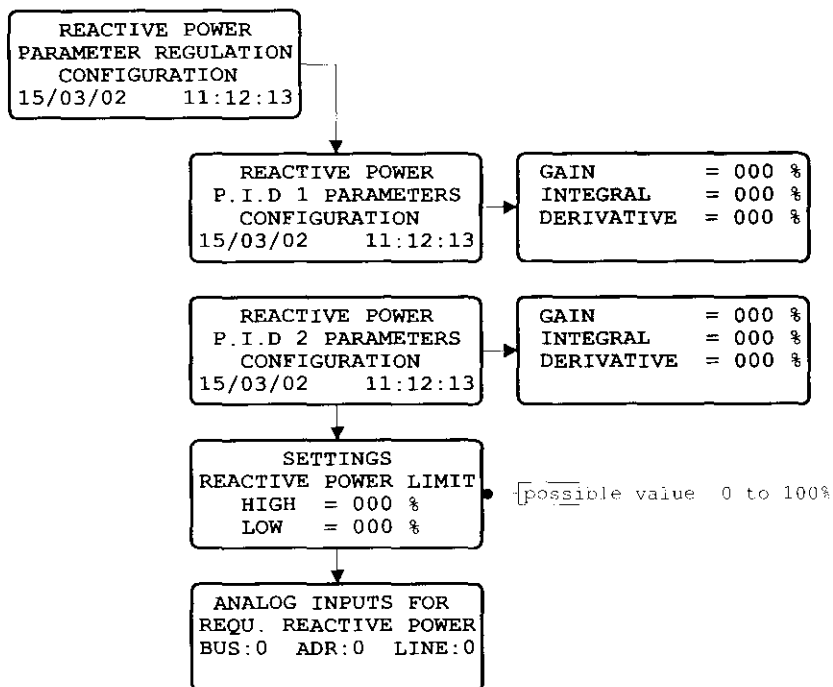 REACTIVE POWER
PARAMETER REGULATION
CONFIGURATION
15/03/02 11:12:13
REACTIVE POWER
P.I.D 1 PARAMETERS
CONFIGURATION
15/03/02 11:12:13
GAIN = 000 %
INTEGRAL = 000 %
DERIVATIVE = 000 %
REACTIVE POWER
P.I.D 2 PARAMETERS
CONFIGURATION
15/03/02 11:12:13
GAIN = 000 %
INTEGRAL = 000 %
DERIVATIVE = 000 %
SETTINGS
REACTIVE POWER LIMIT
HIGH = 000 %
LOW = 000 %
possible value 0 to 100%
ANALOG INPUTS FOR
REQU. REACTIVE POWER
BUS:0 ADR:0 LINE:0